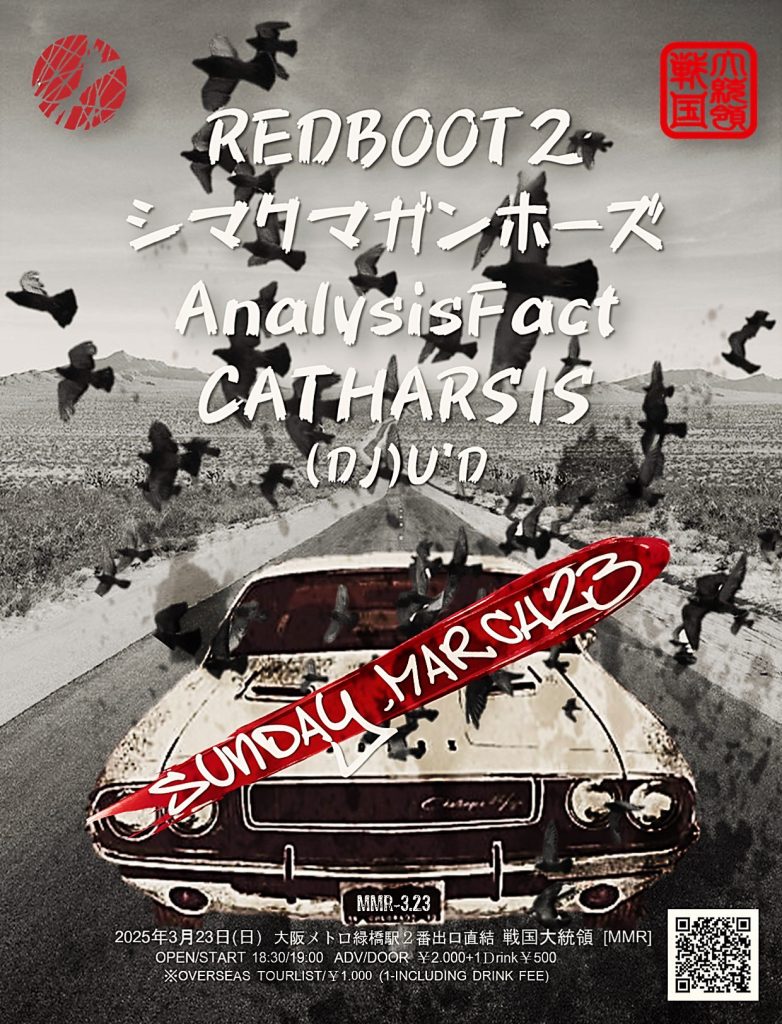 戦国大統領
REDBOOT2
シマクマガンホーズ
AnalysisFact
CATHARSIS
(DJ)U'D
SUNDAY.MARCH23
MMR-3.23
2025年3月23日(日) 大阪メトロ緑橋駅2番出口直結 戦国大統領 [MMR]
OPEN/START 18:30/19:00 ADV/DOOR ¥2.000+1Drink¥500
※OVERSEAS TOURLIST/¥1.000 (1-INCLUDING DRINK FEE)